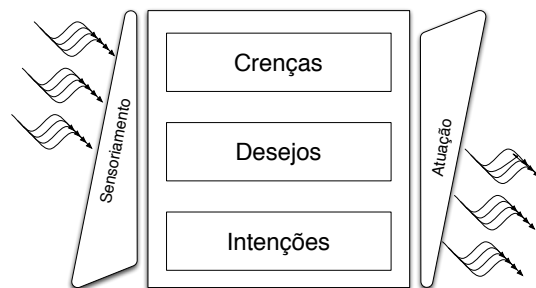 Sensoriamento
Crenças
Desejos
Intenções
Atuação